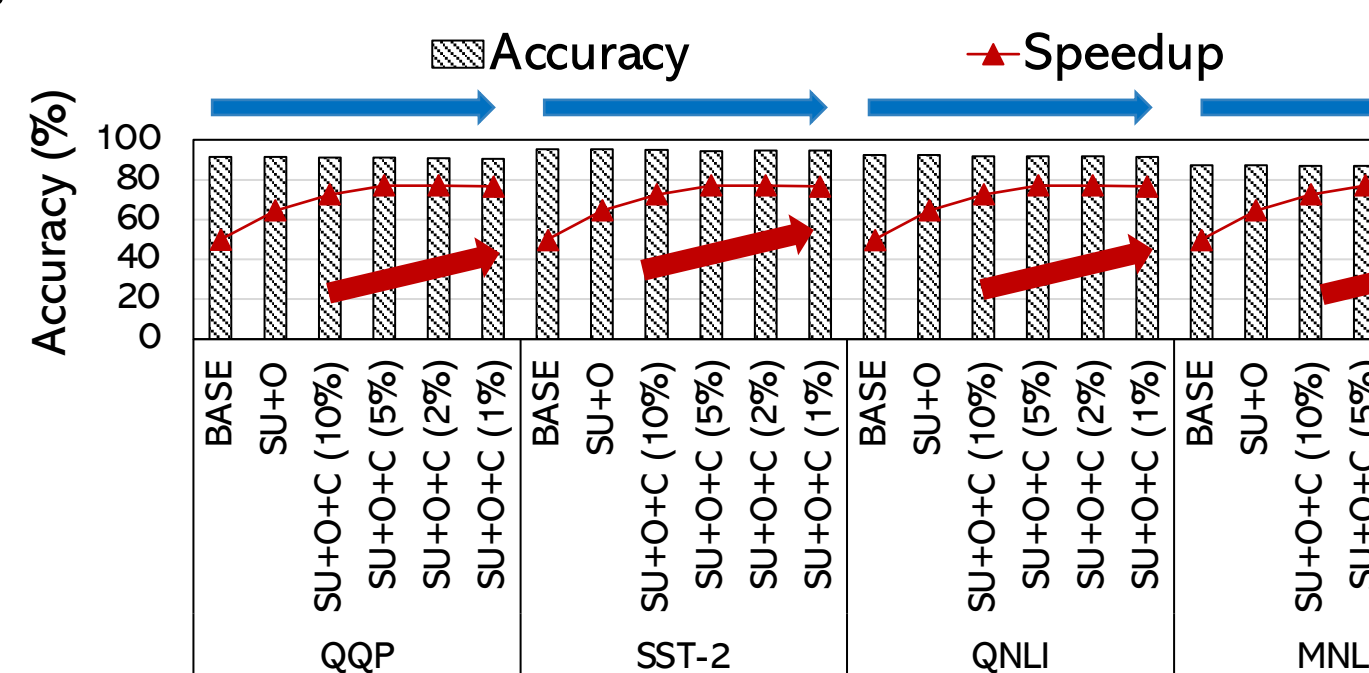 Accuracy Speedup
Accuracy (%)
100
80
60
40
20
0
BASE
SU+O
SU+O+C (10%)
SU+O+C (5%)
SU+O+C (2%)
SU+O+C (1%)
BASE
SU+O
SU+O+C (10%)
SU+O+C (5%)
SU+O+C (2%)
SU+O+C (1%)
BASE
SU+O
SU+O+C (10%)
SU+O+C (5%)
SU+O+C (2%)
SU+O+C (1%)
BASE
SU+O
SU+O+C (10%)
QQP
SST-2
QNLI
MNL